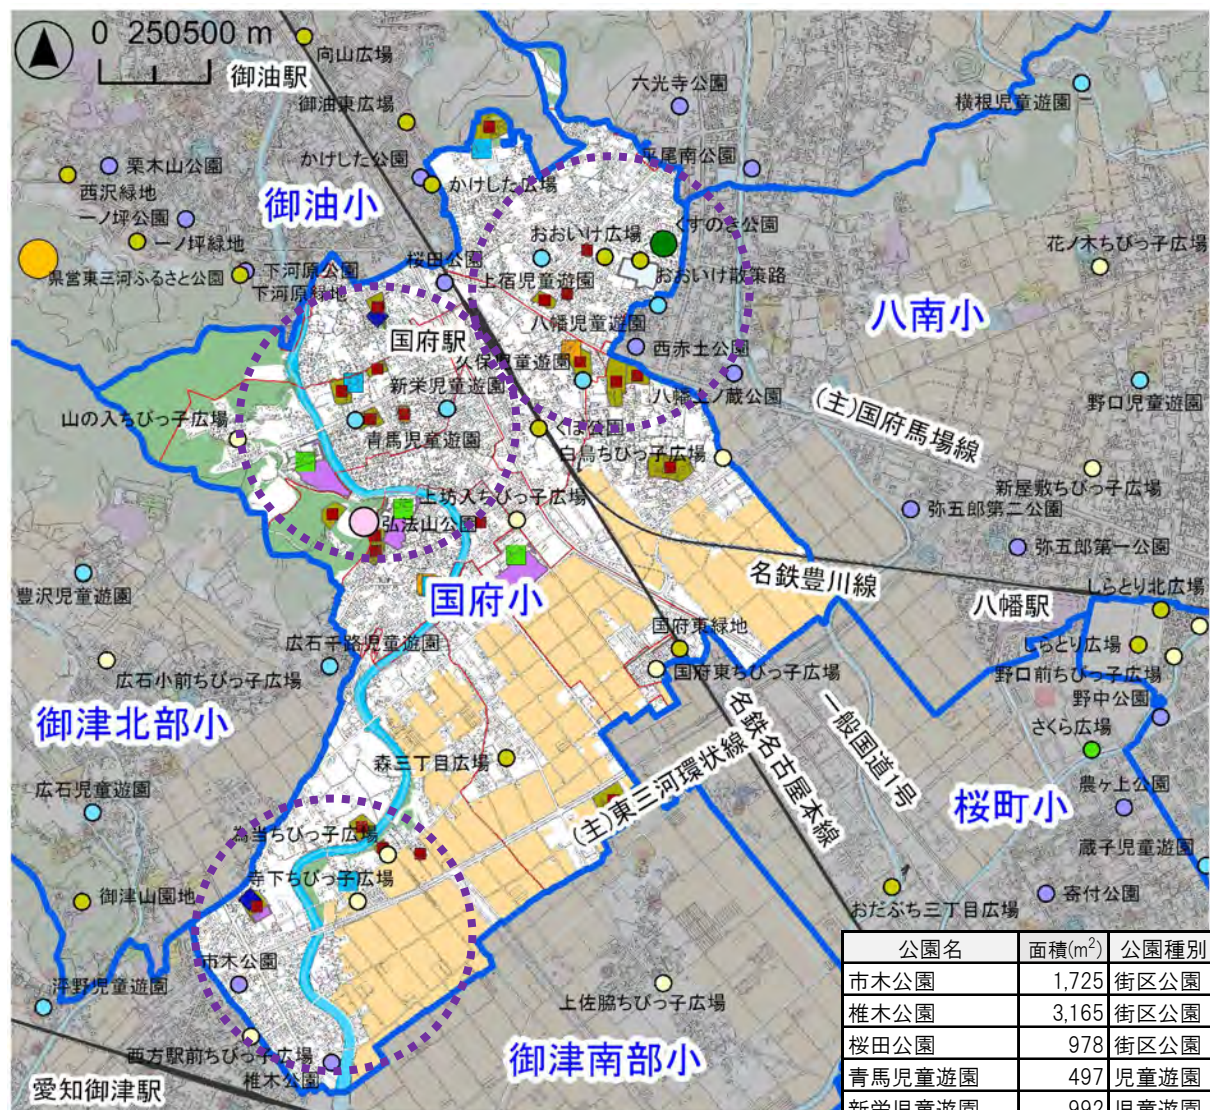 0 250500 m
向山広場
御油駅
御油東広場
六光寺公園
横根児童遊園
かけした公園
平尾南公園
栗木山公園
西沢緑地
かけした広場
一ノ坪公園
御油小
くすのき公園
おおいけ広場
一ノ坪緑地
花ノ木ちびっ子広場
桜田公園
県営東三河ふるさと公園
下河原公園
下河原緑地
上宿児童遊園
おおいけ散策路
八南小
八幡児童遊園
国府駅
西赤土公園
久保児童遊園
新栄児童遊園
八幡上ノ蔵公園
(主)国府馬場線
野口児童遊園
山の入ちびっ子広場
くぼ公園
青馬児童遊園
白鳥ちびっ子広場
新屋敷ちびっ子広場
上坊入ちびっ子広場
弥五郎第二公園
弘法山公園
弥五郎第一公園
名鉄豊川線
しらとり北広場
豊沢児童遊園
国府小
八幡駅
国府東緑地
広石千路児童遊園
しらとり広場
国府東ちびっ子広場
野口前ちびっ子広場
広石小前ちびっ子広場
野中公園
御津北部小
名鉄名古屋本線
一般国道1号
さくら広場
森三丁目広場
(主)東三河環状線
農ヶ上公園
広石児童遊園
桜町小
為当ちびっ子広場
蔵子児童遊園
寺下ちびっ子広場
御津山園地
寄付公園
おだぶち三丁目広場
市木公園
上佐脇ちびっ子広場
西方駅前ちびっ子広場
御津南部小
椎木公園
愛知御津駅
公園名 面積(m²) 公園種別
市木公園 1,725 街区公園
椎木公園 3,165 街区公園
桜田公園 978 街区公園
青馬児童遊園 497 児童遊園
新栄児童遊園 992 児童遊園